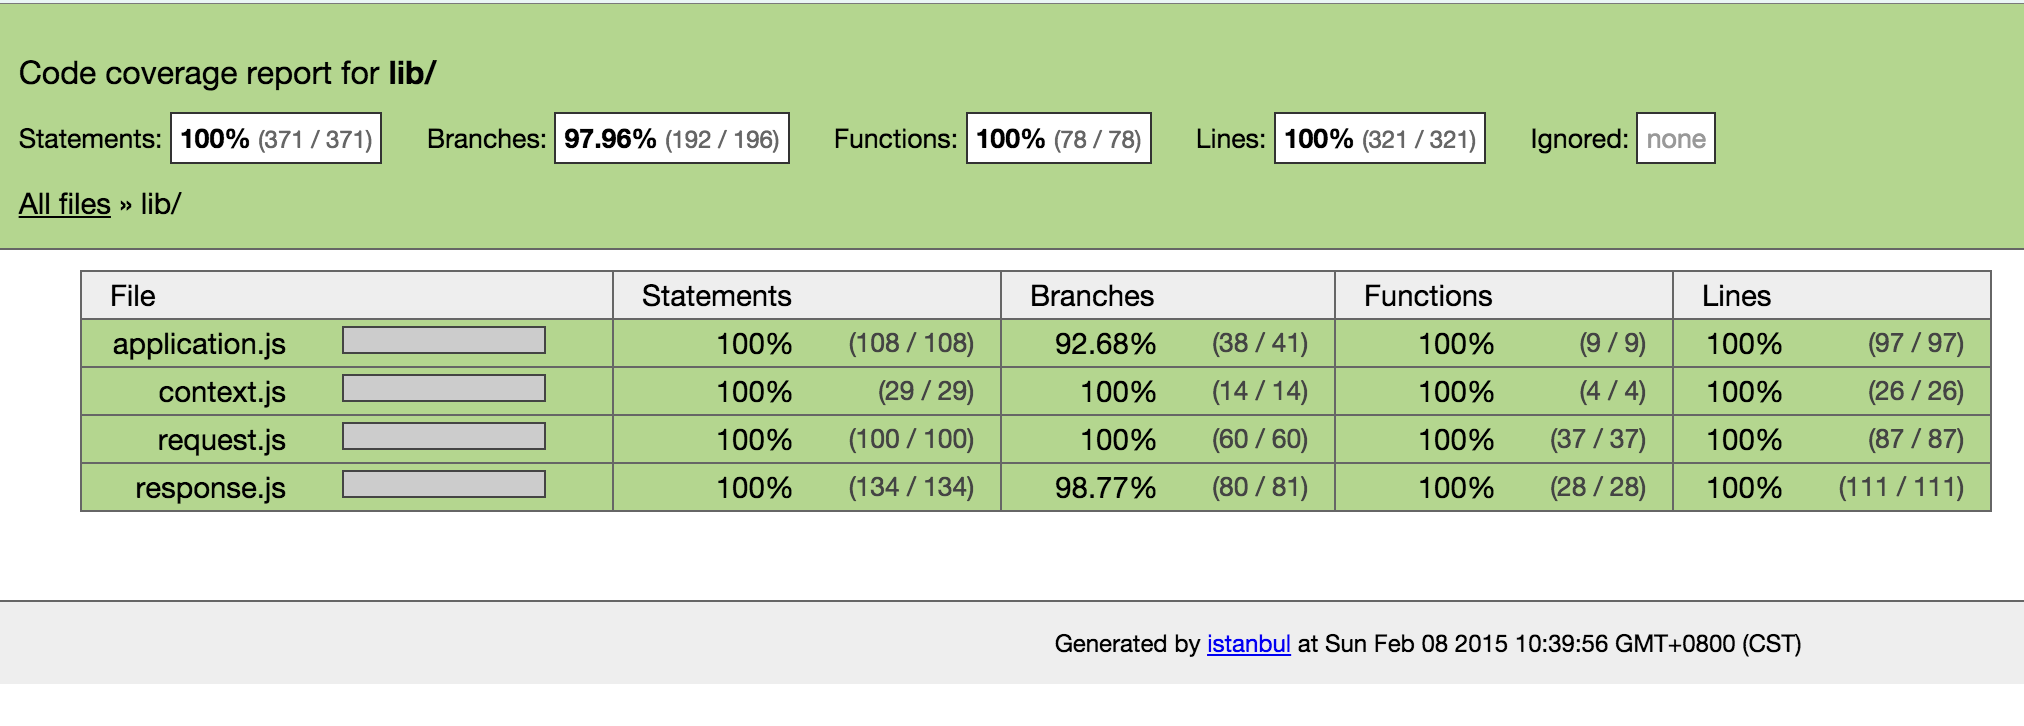 Code coverage report for lib/
Statements: 100% (371 / 371) Branches: 97.96% (192 / 196) Functions: 100% (78 / 78) Lines: 100% (321 / 321) Ignored: none
All files » lib/
File Statements Branches Functions Lines
application.js 100% (108 / 108) 92.68% (38 / 41) 100% (9 / 9) 100% (97 / 97)
context.js 100% (29 / 29) 100% (14 / 14) 100% (4 / 4) 100% (26 / 26)
request.js 100% (100 / 100) 100% (60 / 60) 100% (37 / 37) 100% (87 / 87)
response.js 100% (134 / 134) 98.77% (80 / 81) 100% (28 / 28) 100% (111 / 111)
Generated by istanbul at Sun Feb 08 2015 10:39:56 GMT+0800 (CST)